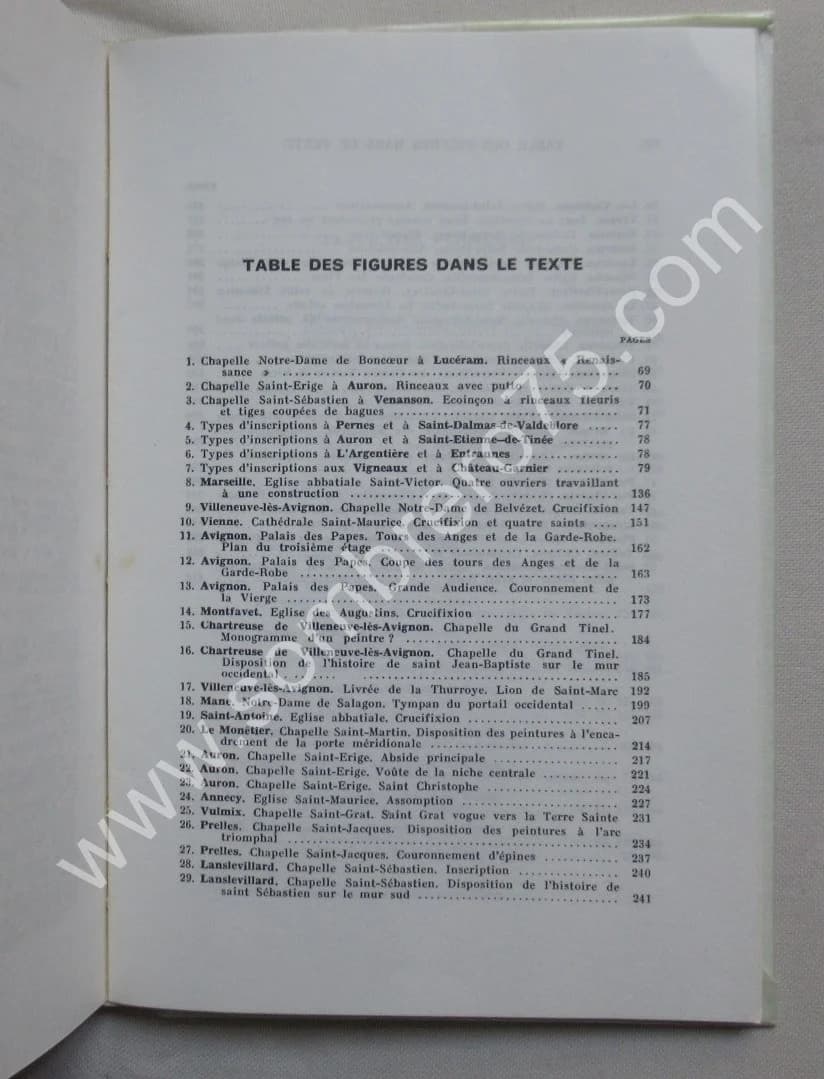 TABLE DES FIGURES DANS LE TEXTE
PAGES
1. Chapelle Notre-Dame de Boncœur à Lucéram. Rinceaux « Renais-
sance » 69
2. Chapelle Saint-Erige à Auron. Rinceaux avec putto 70
3. Chapelle Saint-Sébastien à Venanson. Ecoinçon à rinceaux fleuris
et tiges coupées de bagues 71
4. Types d'inscriptions à Pernes et à Saint-Dalmas-de-Valdeblore 77
5. Types d'inscriptions à Auron et à Saint-Etienne-de-Tinée 78
6. Types d'inscriptions à L'Argentière et à Entraunes 78
7. Types d'inscriptions aux Vigneaux et à Château-Garnier 79
8. Marseille. Eglise abbatiale Saint-Victor. Quatre ouvriers travaillant
à une construction 136
9. Villeneuve-lès-Avignon. Chapelle Notre-Dame de Belvézet. Crucifixion 147
10. Vienne. Cathédrale Saint-Maurice. Crucifixion et quatre saints 151
11. Avignon. Palais des Papes. Tours des Anges et de la Garde-Robe.
Plan du troisième étage 162
12. Avignon. Palais des Papes. Coupe des tours des Anges et de la
Garde-Robe 163
13. Avignon. Palais des Papes. Grande Audience. Couronnement de
la Vierge 173
14. Montfavet. Eglise des Augustins. Crucifixion 177
15. Chartreuse de Villeneuve-lès-Avignon. Chapelle du Grand Tinel.
Monogramme d'un peintre ? 184
16. Chartreuse de Villeneuve-lès-Avignon. Chapelle du Grand Tinel.
Disposition de l'histoire de saint Jean-Baptiste sur le mur
occidental 185
17. Villeneuve-lès-Avignon. Livrée de la Thurroye. Lion de Saint-Marc 192
18. Mane. Notre-Dame de Salagon. Tympan du portail occidental 199
19. Saint-Antoine. Eglise abbatiale. Crucifixion 207
20. Le Monêtier. Chapelle Saint-Martin. Disposition des peintures à l'enca-
drement de la porte méridionale 214
21. Auron. Chapelle Saint-Erige. Abside principale 217
22. Auron. Chapelle Saint-Erige. Voûte de la niche centrale 221
23. Auron. Chapelle Saint-Erige. Saint Christophe 224
24. Annecy. Eglise Saint-Maurice. Assomption 227
25. Vulmix. Chapelle Saint-Grat. Saint Grat vogue vers la Terre Sainte 231
26. Prelles. Chapelle Saint-Jacques. Disposition des peintures à l'arc
triomphal 234
27. Prelles. Chapelle Saint-Jacques. Couronnement d'épines 237
28. Lanslevillard. Chapelle Saint-Sébastien. Inscription 240
29. Lanslevillard. Chapelle Saint-Sébastien. Disposition de l'histoire de
saint Sébastien sur le mur sud 241
www.sombrero75.com